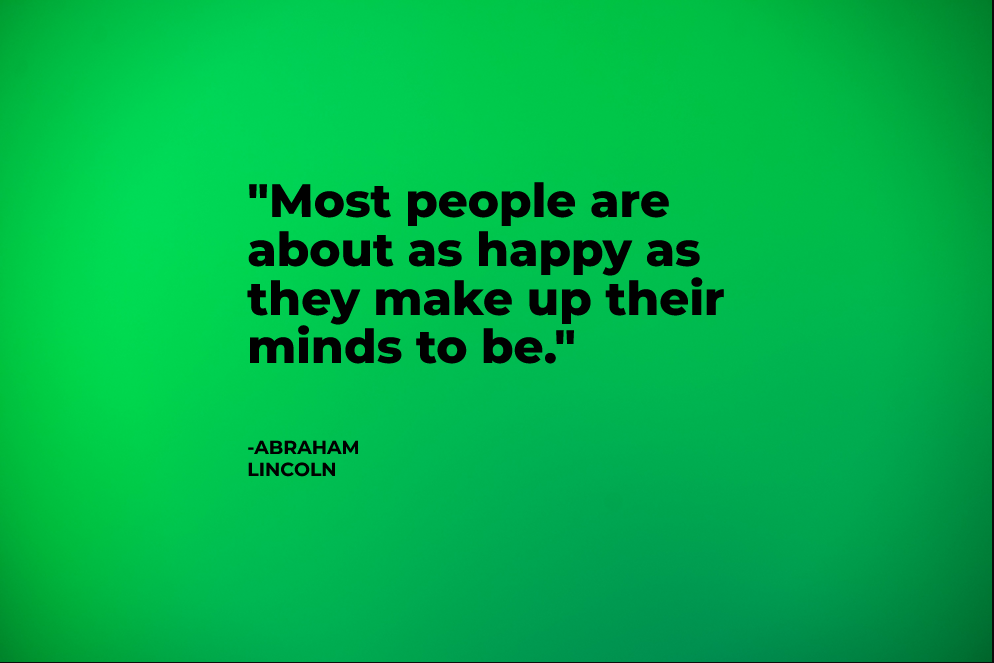 "Most people are
about as happy as
they make up their
minds to be."
-ABRAHAM
LINCOLN